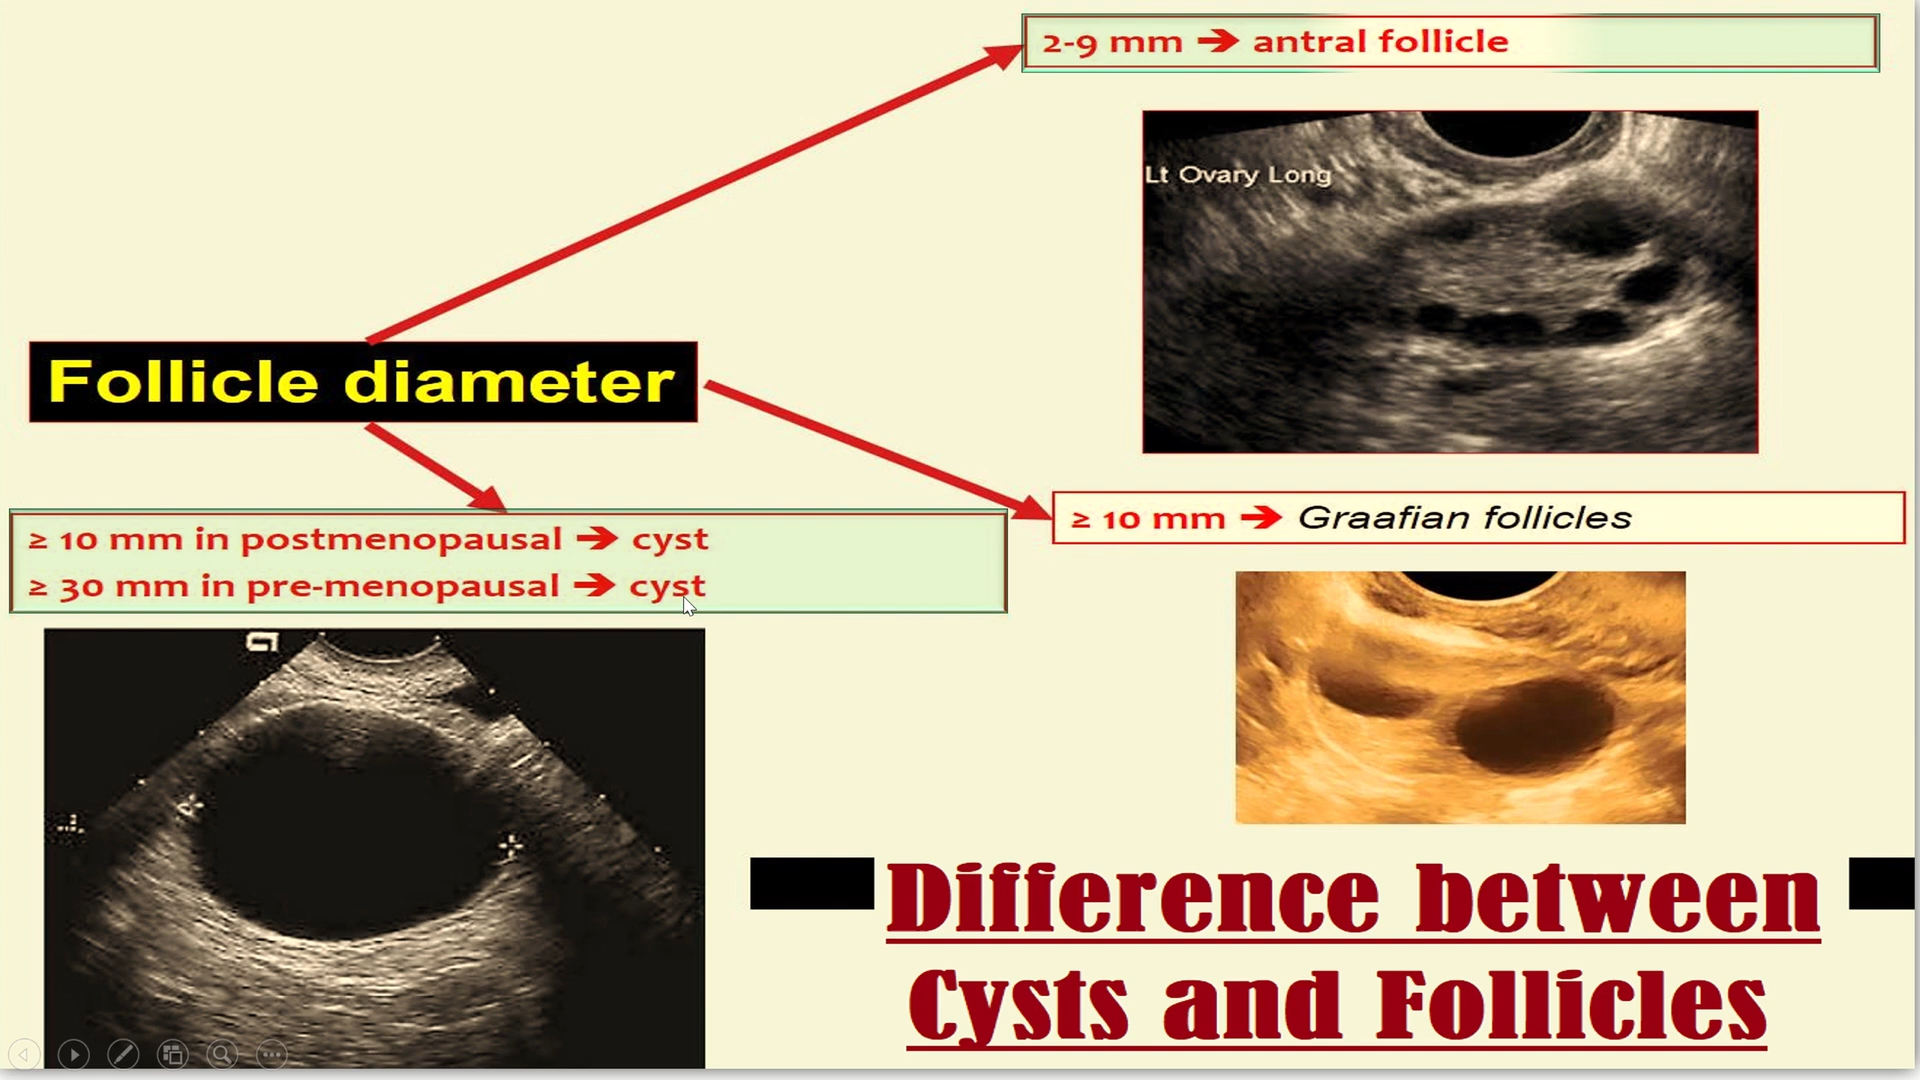 2-9 mm ➔ antral follicle
Lt Ovary Long
Follicle diameter
≥ 10 mm ➔ Graafian follicles
≥ 10 mm in postmenopausal ➔ cyst
≥ 30 mm in pre-menopausal ➔ cyst
Difference between
Cysts and Follicles